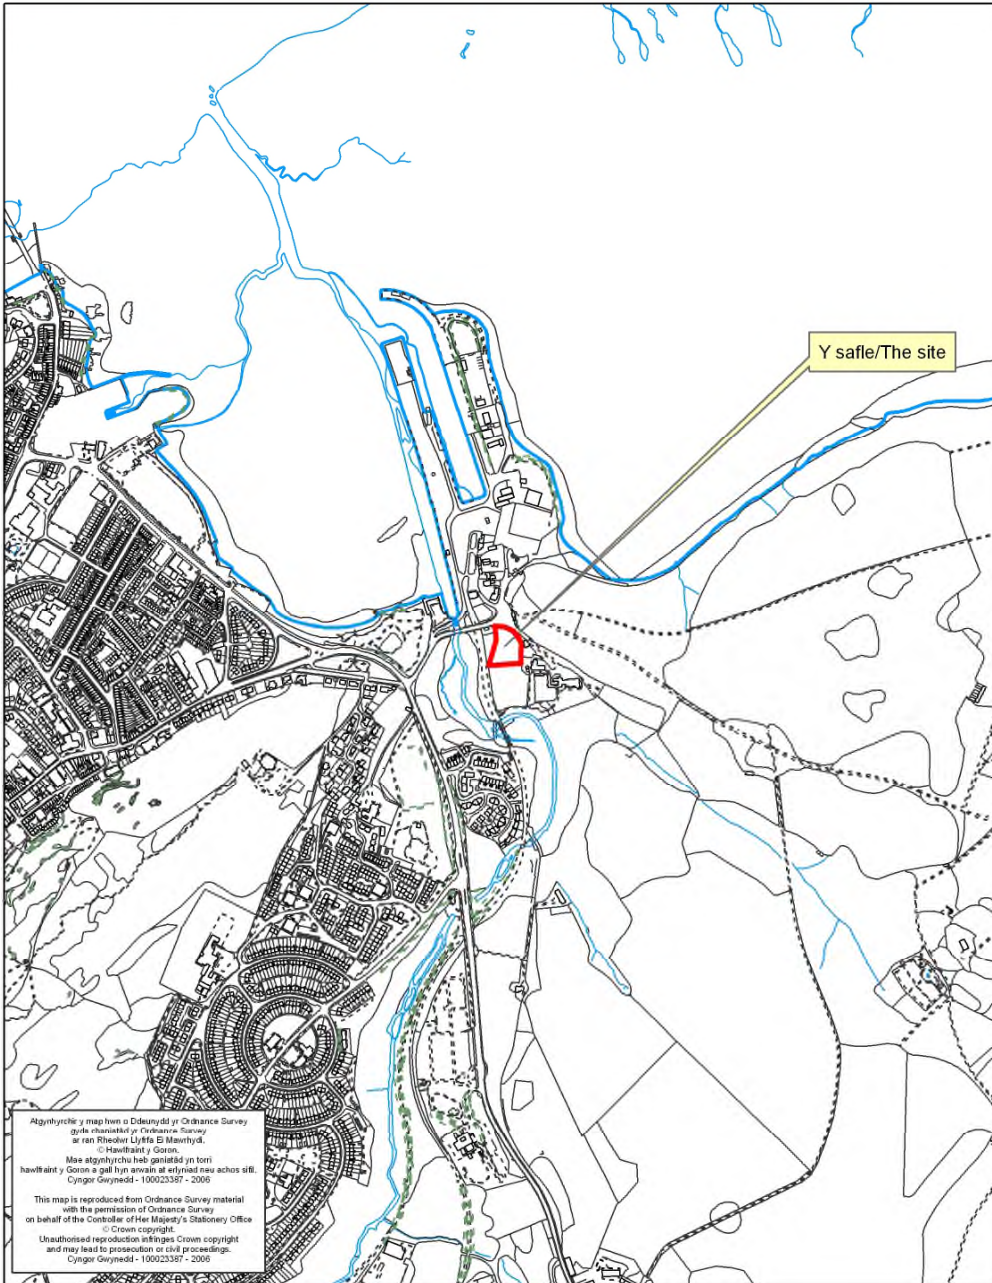 Y safle/The site
Atgynhyrchir y map hwn o Ddeunydd yr Ordnance Survey
gyda chaniatâd yr Ordnance Survey
ar ran Rheolwr Llyfrfa Ei Mawrhydi.
© Hawlfraint y Goron.
Mae atgynhyrchu heb ganiatâd yn torri
hawlfraint y Goron a gall hyn arwain at erlyniad neu achos sifil.
Cyngor Gwynedd - 100023387 - 2006
This map is reproduced from Ordnance Survey material
with the permission of Ordnance Survey
on behalf of the Controller of Her Majesty's Stationery Office
© Crown copyright.
Unauthorised reproduction infringes Crown copyright
and may lead to prosecution or civil proceedings.
Cyngor Gwynedd - 100023387 - 2006